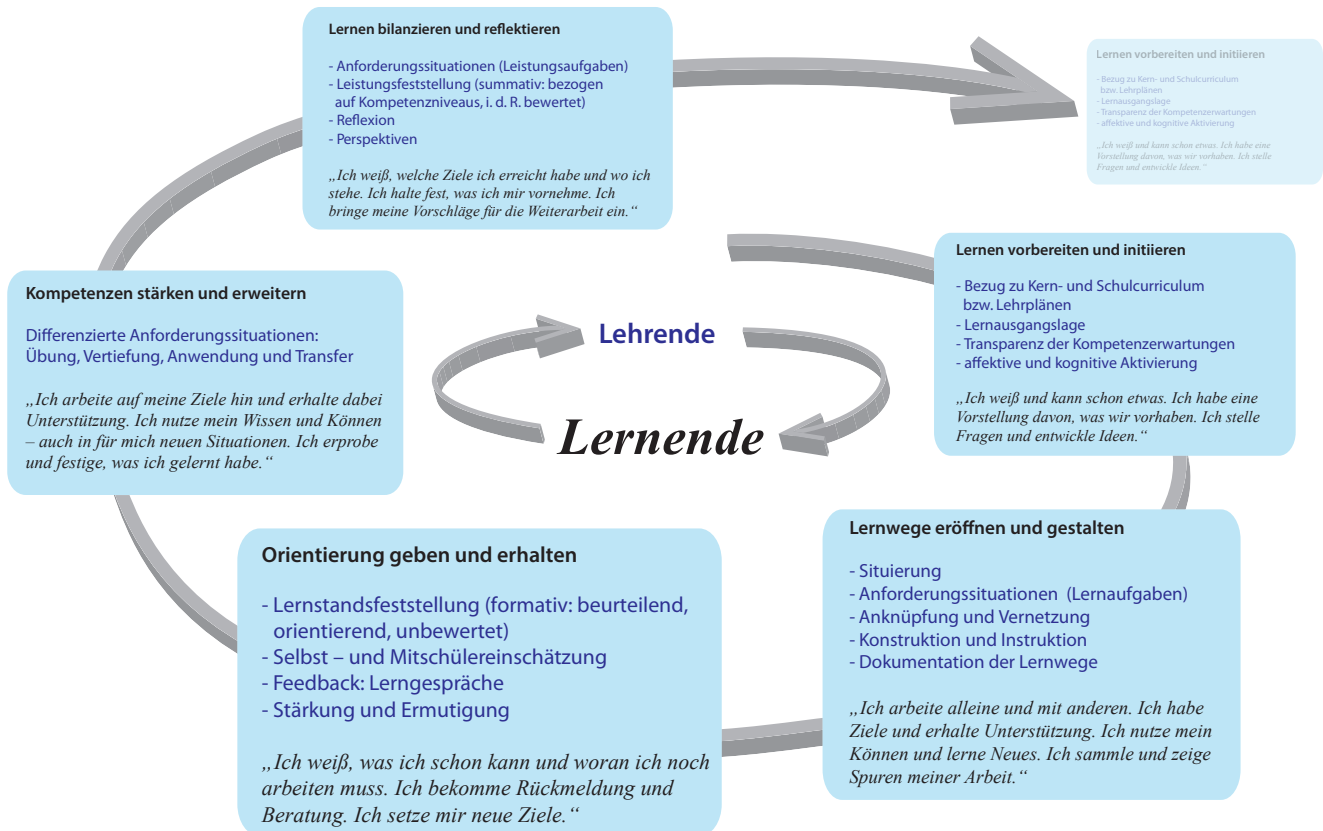 Lernen bilanzieren und reflektieren
- Anforderungssituationen (Leistungsaufgaben)
- Leistungsfeststellung (summativ: bezogen
auf Kompetenzniveaus, i. d. R. bewertet)
- Reflexion
- Perspektiven
„Ich weiß, welche Ziele ich erreicht habe und wo ich
stehe. Ich halte fest, was ich mir vornehme. Ich
bringe meine Vorschläge für die Weiterarbeit ein.“
Lernen vorbereiten und initiieren
- Bezug zu Kern- und Schulcurriculum
bzw. Lehrplänen
- Lernausgangslage
- Transparenz der Kompetenzerwartungen
- affektive und kognitive Aktivierung
„Ich weiß und kann schon etwas. Ich habe eine
Vorstellung davon, was wir vorhaben. Ich stelle
Fragen und entwickle Ideen.“
Lernen vorbereiten und initiieren
- Bezug zu Kern- und Schulcurriculum
bzw. Lehrplänen
- Lernausgangslage
- Transparenz der Kompetenzerwartungen
- affektive und kognitive Aktivierung
„Ich weiß und kann schon etwas. Ich habe eine
Vorstellung davon, was wir vorhaben. Ich stelle
Fragen und entwickle Ideen.“
Kompetenzen stärken und erweitern
Differenzierte Anforderungssituationen:
Übung, Vertiefung, Anwendung und Transfer
„Ich arbeite auf meine Ziele hin und erhalte dabei
Unterstützung. Ich nutze mein Wissen und Können
– auch in für mich neuen Situationen. Ich erprobe
und festige, was ich gelernt habe.“
Lehrende
Lernende
Lernwege eröffnen und gestalten
- Situierung
- Anforderungssituationen (Lernaufgaben)
- Anknüpfung und Vernetzung
- Konstruktion und Instruktion
- Dokumentation der Lernwege
„Ich arbeite alleine und mit anderen. Ich habe
Ziele und erhalte Unterstützung. Ich nutze mein
Können und lerne Neues. Ich sammle und zeige
Spuren meiner Arbeit.“
Orientierung geben und erhalten
- Lernstandsfeststellung (formativ: beurteilend,
orientierend, unbewertet)
- Selbst – und Mitschülereinschätzung
- Feedback: Lerngespräche
- Stärkung und Ermutigung
„Ich weiß, was ich schon kann und woran ich noch
arbeiten muss. Ich bekomme Rückmeldung und
Beratung. Ich setze mir neue Ziele.“